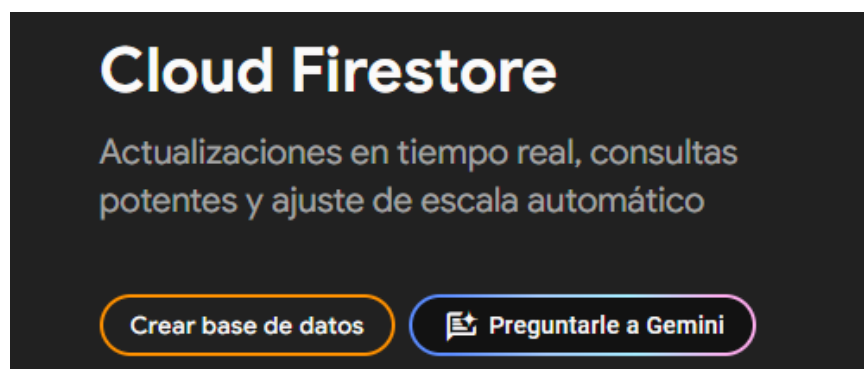 Cloud Firestore
Actualizaciones en tiempo real, consultas
potentes y ajuste de escala automático
Crear base de datos
Preguntarle a Gemini